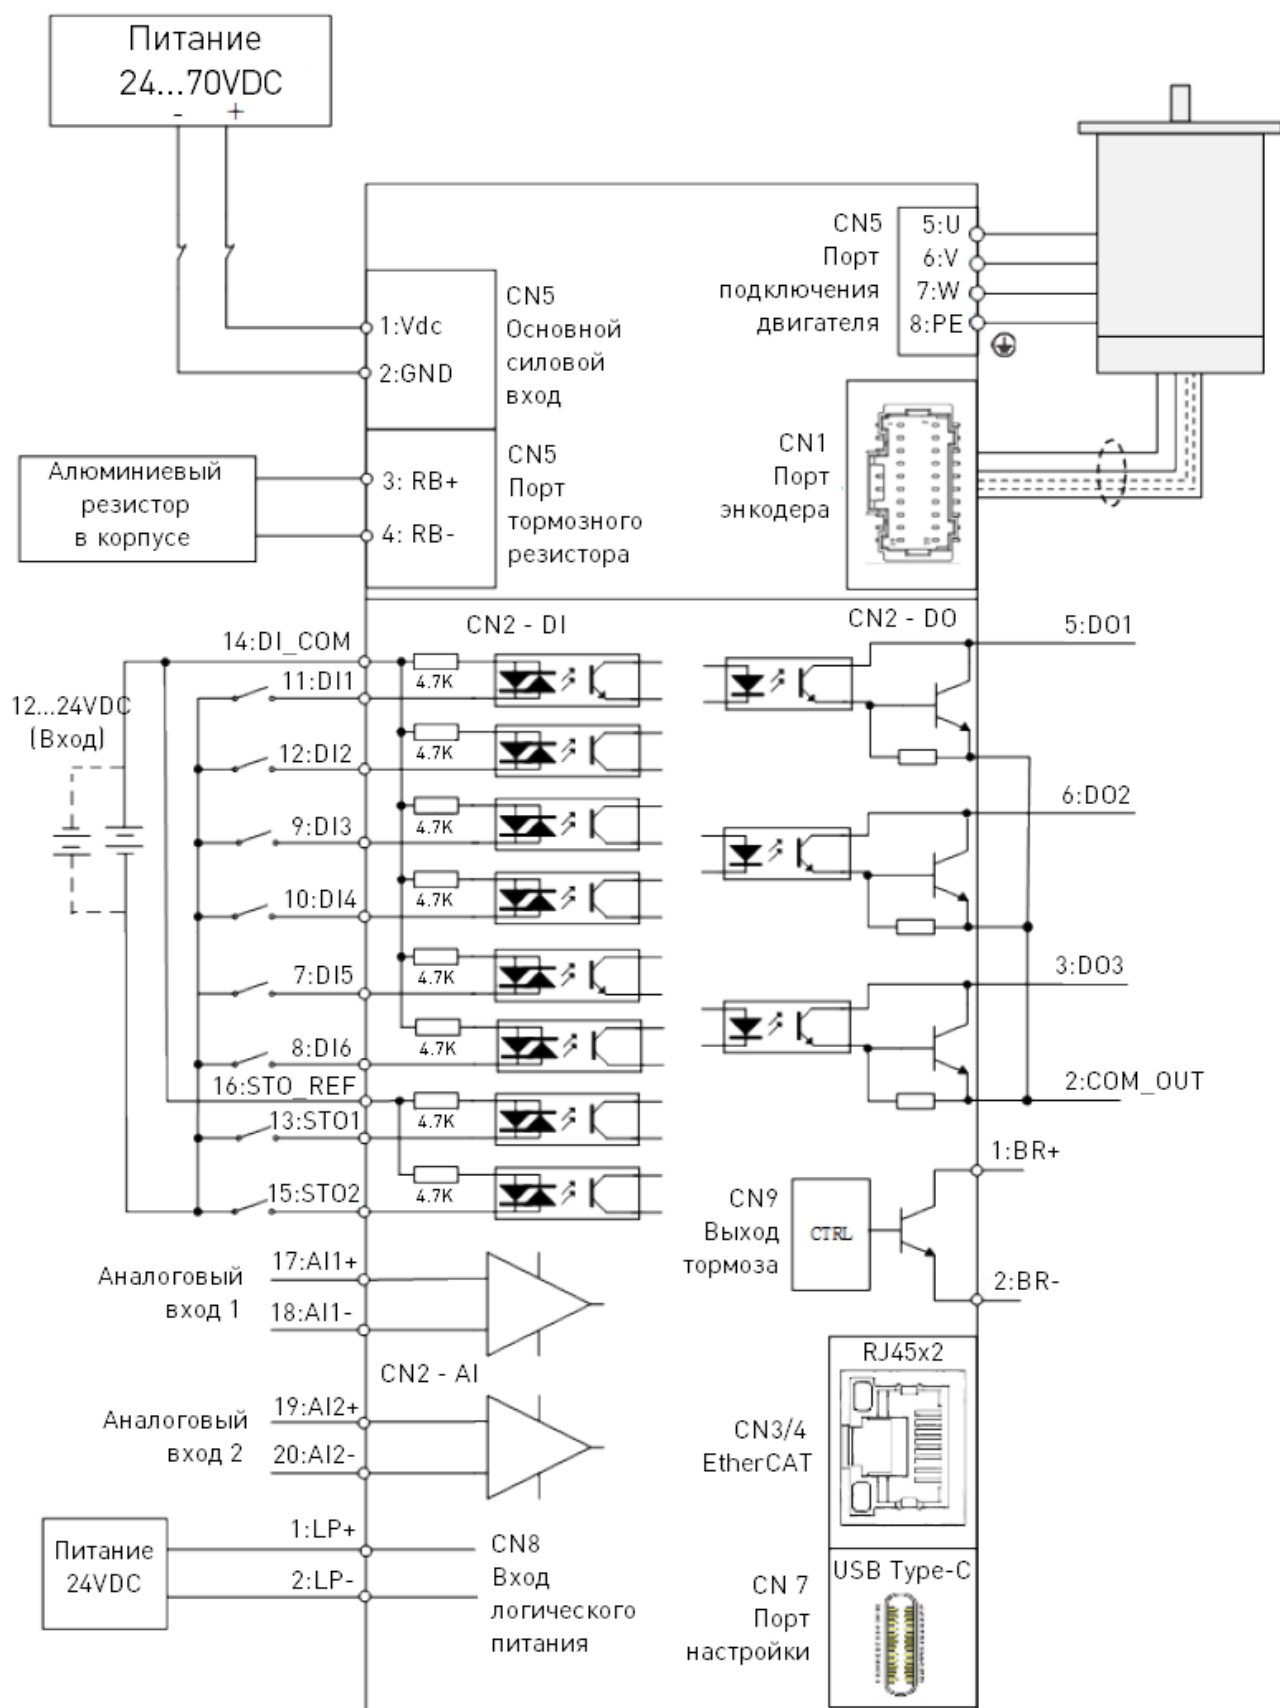 Питание
24...70VDC
- +
CN5
Основной
силовой
вход
1:Vdc
2:GND
CN5
Порт
подключения
двигателя
5:U
6:V
7:W
8:PE
Алюминиевый
резистор
в корпусе
3: RB+
4: RB-
CN5
Порт
тормозного
резистора
CN1
Порт
энкодера
CN2 - DI
CN2 - DO
12...24VDC
(Вход)
14:DI_COM
4.7K
11:DI1
4.7K
12:DI2
4.7K
9:DI3
4.7K
10:DI4
4.7K
7:DI5
4.7K
8:DI6
16:STO_REF
4.7K
13:STO1
4.7K
15:STO2
5:DO1
6:DO2
3:DO3
2:COM_OUT
CN9
Выход
тормоза
CTRL
1:BR+
2:BR-
Аналоговый
вход 1
17:AI1+
18:AI1-
CN2 - AI
Аналоговый
вход 2
19:AI2+
20:AI2-
RJ45x2
CN3/4
EtherCAT
Питание
24VDC
1:LP+
2:LP-
CN8
Вход
логического
питания
USB Type-C
CN 7
Порт
настройки